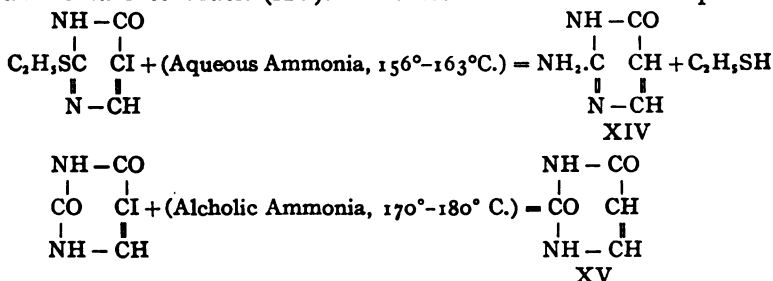 NH — CO NH — CO
C₂H₅SC CI + (Aqueous Ammonia, 156°-163°C.) = NH₂.C CH + C₂H₅SH
N — CH N — CH
XIV
NH — CO NH — CO
CO CI + (Alcholic Ammonia, 170°-180° C.) = CO CH
NH — CH NH — CH
XV